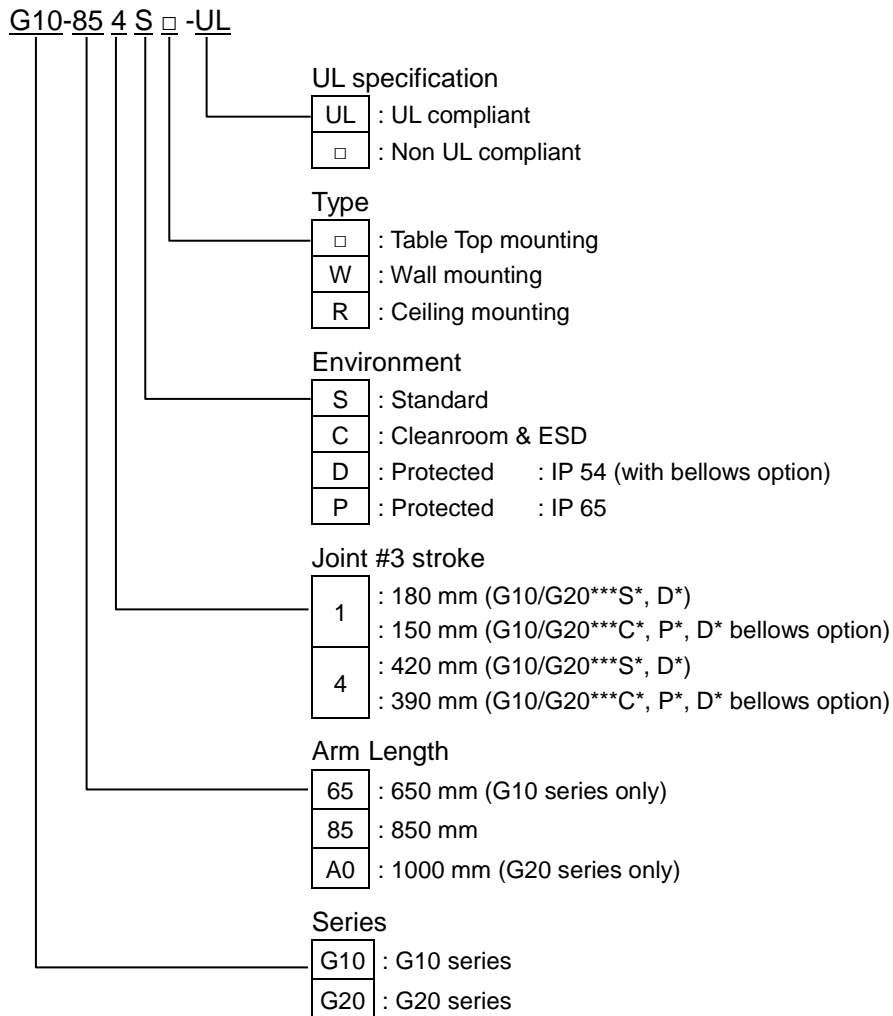 G10-85 4 S □ -UL
UL specification
UL : UL compliant
□ : Non UL compliant
Type
□ : Table Top mounting
W : Wall mounting
R : Ceiling mounting
Environment
S : Standard
C : Cleanroom & ESD
D : Protected : IP 54 (with bellows option)
P : Protected : IP 65
Joint #3 stroke
1 : 180 mm (G10/G20***S*, D*)
: 150 mm (G10/G20***C*, P*, D* bellows option)
4 : 420 mm (G10/G20***S*, D*)
: 390 mm (G10/G20***C*, P*, D* bellows option)
Arm Length
65 : 650 mm (G10 series only)
85 : 850 mm
A0 : 1000 mm (G20 series only)
Series
G10 : G10 series
G20 : G20 series